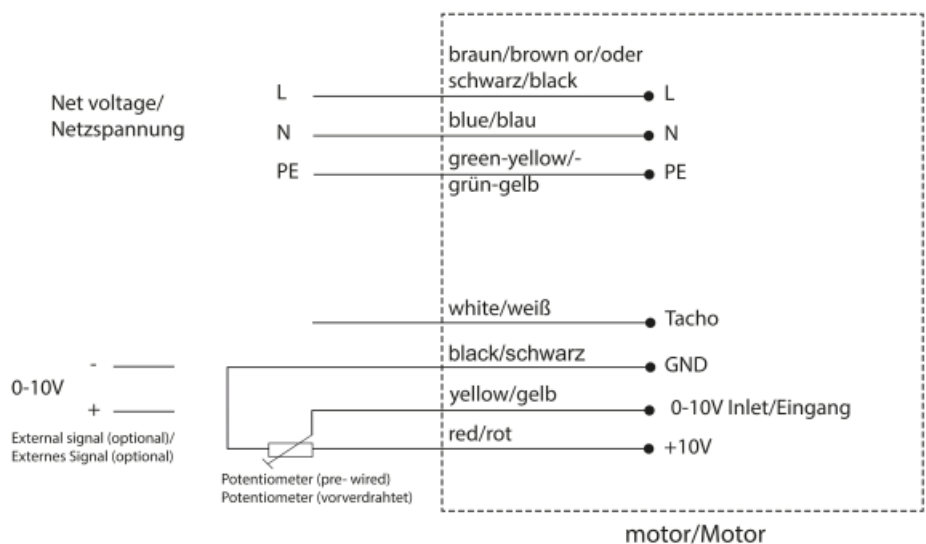 braun/brown or/oder
schwarz/black
Net voltage/
Netzspannung
L
L
blue/blau
N
N
green-yellow/-
grün-gelb
PE
PE
white/weiß
Tacho
black/schwarz
GND
-
0-10V
+
yellow/gelb
0-10V Inlet/Eingang
red/rot
+10V
External signal (optional)/
Externes Signal (optional)
Potentiometer (pre- wired)
Potentiometer (vorverdrahtet)
motor/Motor